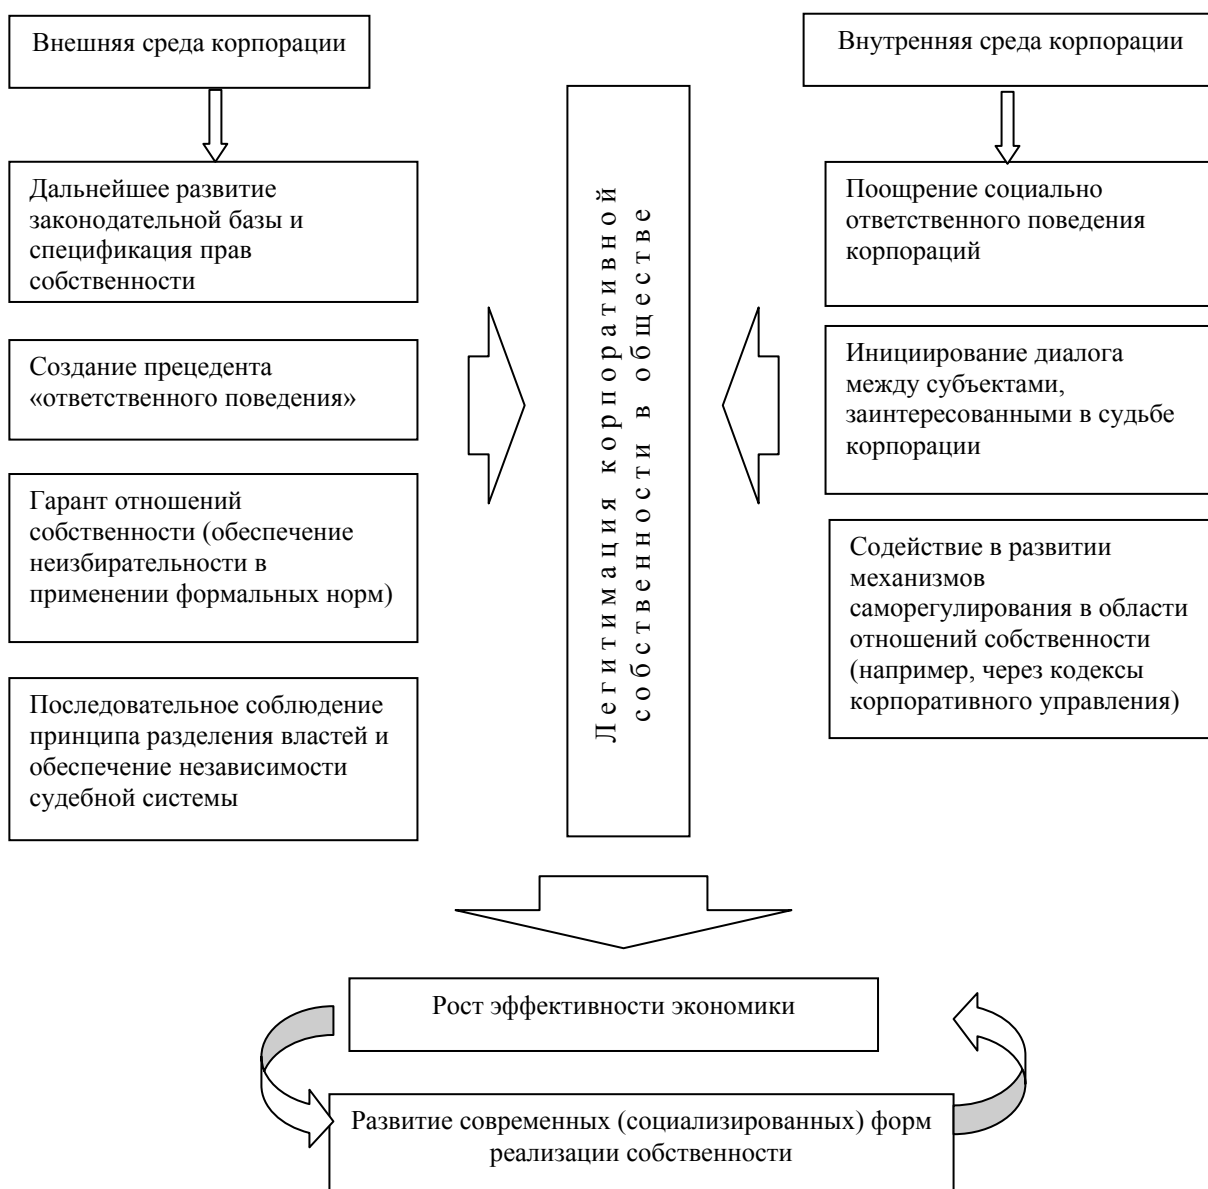 Внешняя среда корпорации
Дальнейшее развитие
законодательной базы и
спецификация прав
собственности
Создание прецедента
«ответственного поведения»
Гарант отношений
собственности (обеспечение
неизбирательности в
применении формальных норм)
Последовательное соблюдение
принципа разделения властей и
обеспечение независимости
судебной системы
Легитимация корпоративной
собственности в обществе
Внутренняя среда корпорации
Поощрение социально
ответственного поведения
корпораций
Инициирование диалога
между субъектами,
заинтересованными в судьбе
корпорации
Содействие в развитии
механизмов
саморегулирования в области
отношений собственности
(например, через кодексы
корпоративного управления)
Рост эффективности экономики
Развитие современных (социализированных) форм
реализации собственности